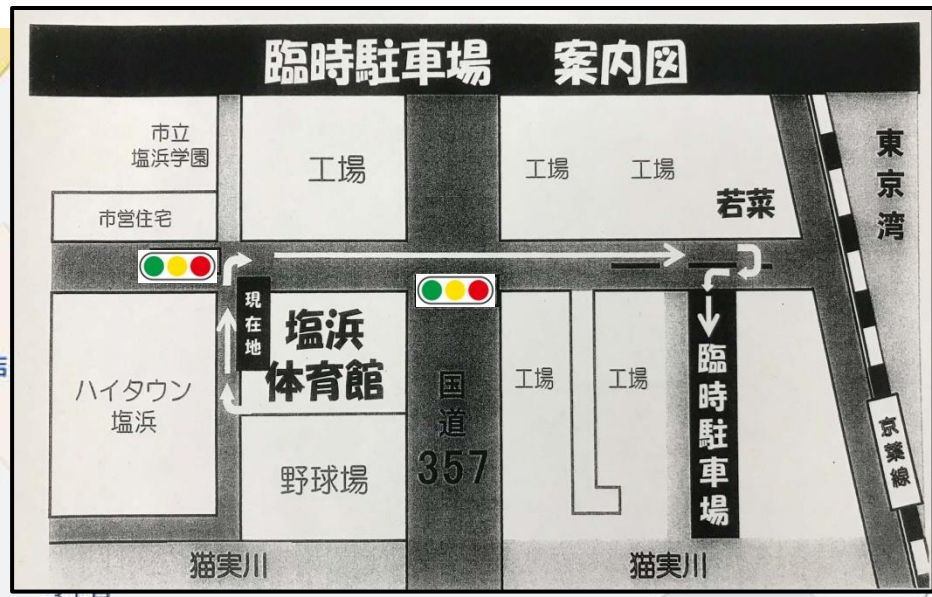 臨時駐車場 案内図
市立
塩浜学園
市営住宅
工場
工場
工場
若菜
東京湾
現在地
塩浜
体育館
ハイタウン
塩浜
野球場
国道
357
工場
工場
臨時駐車場
京葉線
猫実川
猫実川